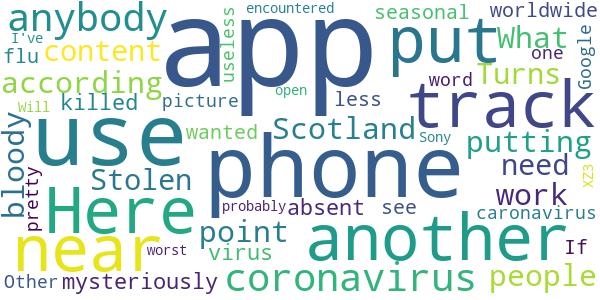 encountered
anybody app put seasonal worldwide
I've useless What Google
flu content one
according word Turns
killed picture less track
Will open
bloody use wanted Scotland Sony putting
phone need XZ3
pretty Stolen work
Here probably absent see caronavirus
near point another If
worst virus
Other mysteriously coronavirus people